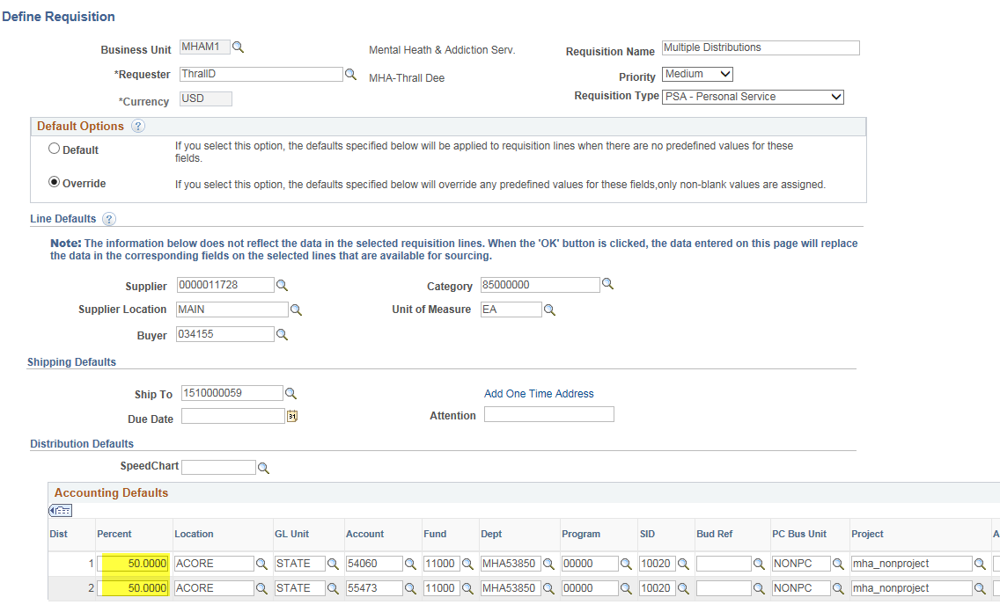 Define Requisition
Business Unit MHAM1 Mental Heath & Addiction Serv. Requisition Name Multiple Distributions
*Requester ThrallD MHA-Thrall Dee Priority Medium
*Currency USD Requisition Type PSA - Personal Service
Default Options ?
Default If you select this option, the defaults specified below will be applied to requisition lines when there are no predefined values for these
fields.
Override If you select this option, the defaults specified below will override any predefined values for these fields,only non-blank values are assigned.
Line Defaults ?
Note: The information below does not reflect the data in the selected requisition lines. When the 'OK' button is clicked, the data entered on this page will replace
the data in the corresponding fields on the selected lines that are available for sourcing.
Supplier 0000011728 Category 85000000
Supplier Location MAIN Unit of Measure EA
Buyer 034155
Shipping Defaults
Ship To 1510000059 Add One Time Address
Due Date 31 Attention
Distribution Defaults
SpeedChart
Accounting Defaults
Dist Percent Location GL Unit Account Fund Dept Program SID Bud Ref PC Bus Unit Project A
1 50.0000 ACORE STATE 54060 11000 MHA53850 00000 10020 NONPC mha_nonproject
2 50.0000 ACORE STATE 55473 11000 MHA53850 00000 10020 NONPC mha_nonproject